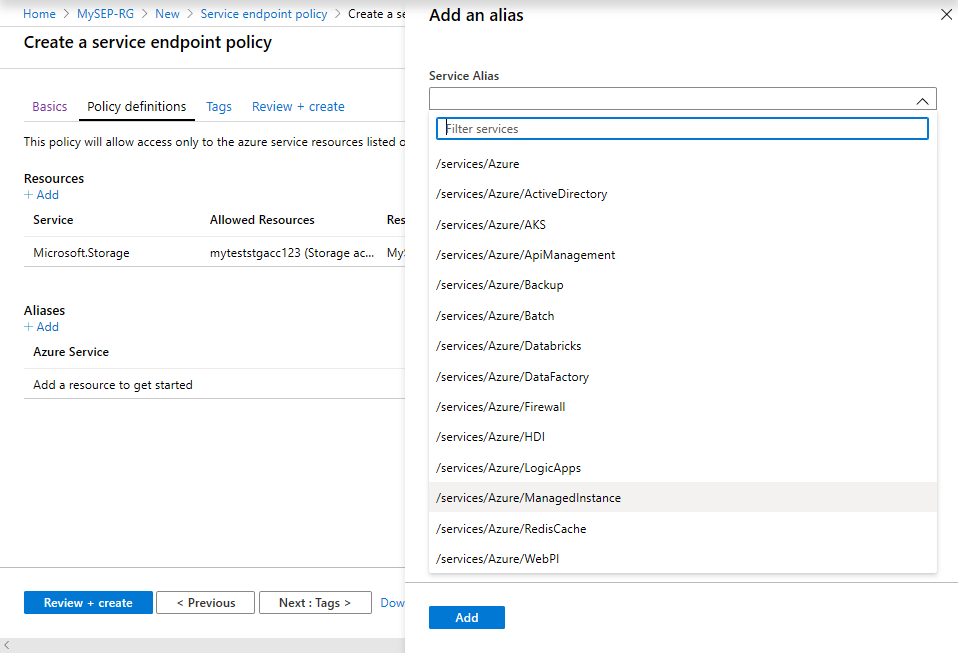 Home > MySEP-RG > New > Service endpoint policy > Create a se
Create a service endpoint policy
Basics Policy definitions Tags Review + create
This policy will allow access only to the azure service resources listed o
Resources
+ Add
Service Allowed Resources Res
Microsoft.Storage myteststgacc123 (Storage ac... MyS
Aliases
+ Add
Azure Service
Add a resource to get started
Review + create < Previous Next : Tags > Dow
Add an alias
Service Alias
Filter services
/services/Azure
/services/Azure/ActiveDirectory
/services/Azure/AKS
/services/Azure/ApiManagement
/services/Azure/Backup
/services/Azure/Batch
/services/Azure/Databricks
/services/Azure/DataFactory
/services/Azure/Firewall
/services/Azure/HDI
/services/Azure/LogicApps
/services/Azure/ManagedInstance
/services/Azure/RedisCache
/services/Azure/WebPI
Add